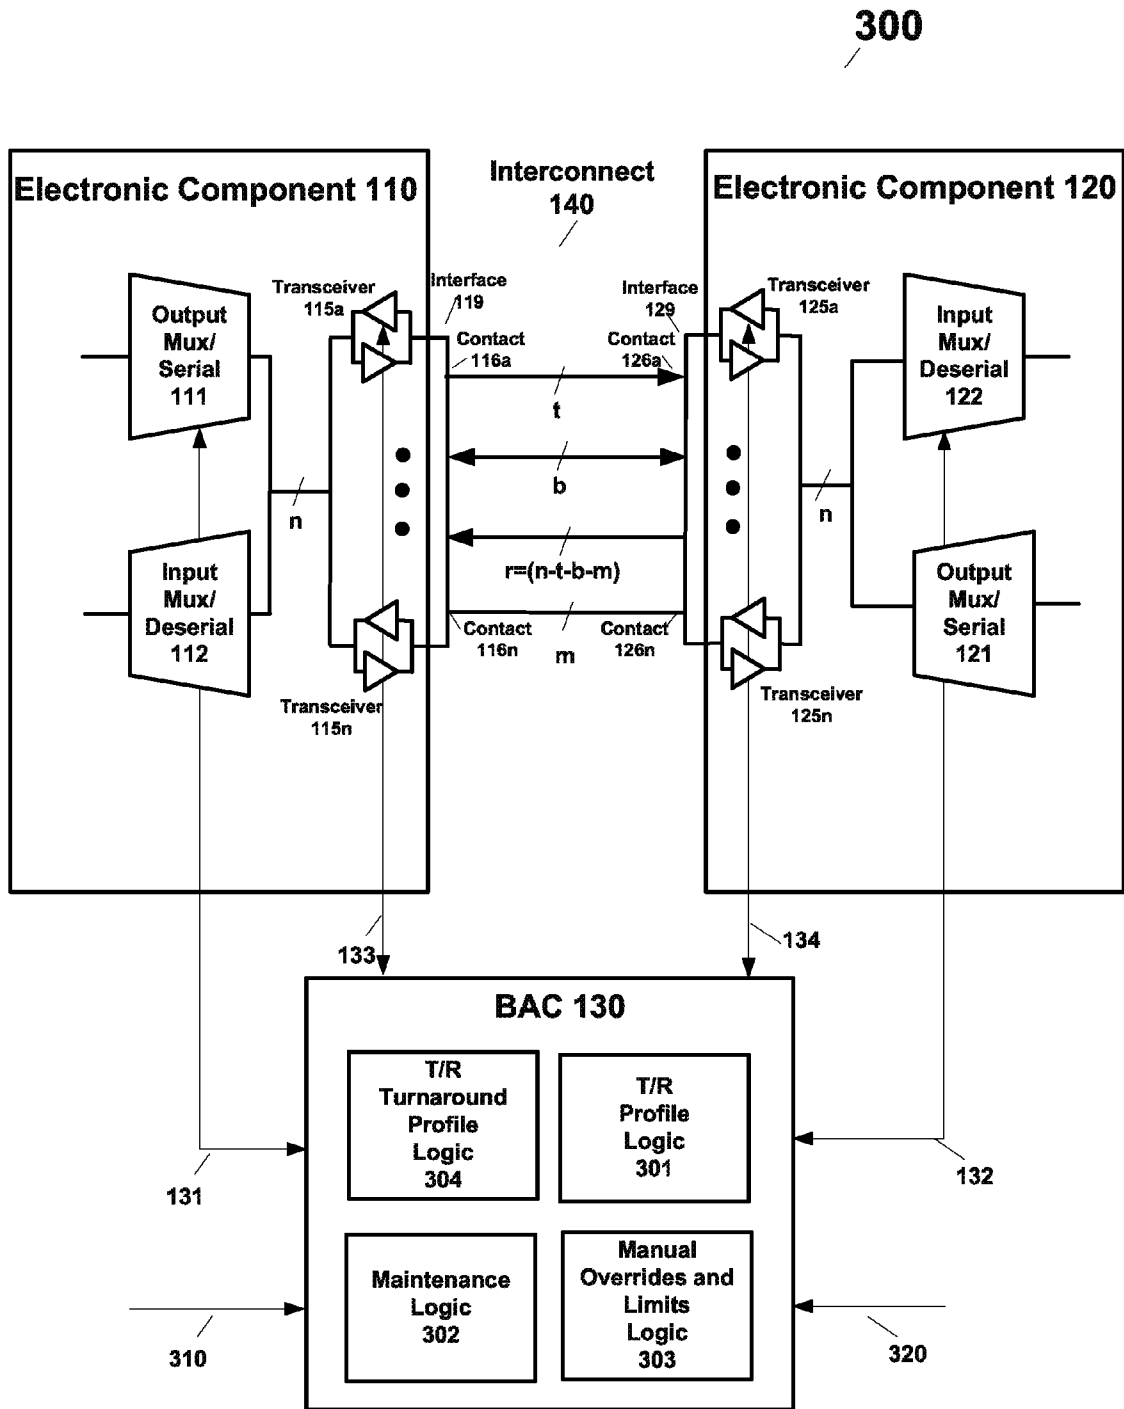 300
Electronic Component 110
Interconnect
140
Electronic Component 120
Output
Mux/
Serial
111
Transceiver
115a
Interface
119
Contact
116a
Interface
129
Contact
126a
Transceiver
125a
Input
Mux/
Deserial
122
t
b
r=(n-t-b-m)
m
n
n
Input
Mux/
Deserial
112
Contact
116n
Contact
126n
Output
Mux/
Serial
121
Transceiver
115n
Transceiver
125n
133
134
BAC 130
T/R
Turnaround
Profile
Logic
304
T/R
Profile
Logic
301
131
132
Maintenance
Logic
302
Manual
Overrides and
Limits
Logic
303
310
320